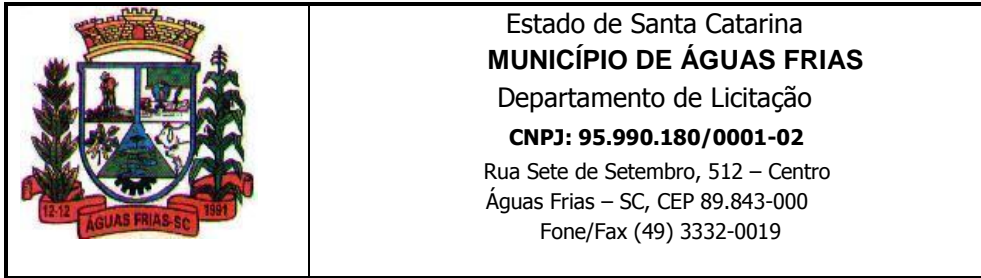 12-12
ÁGUAS FRIAS-SC
1991
Estado de Santa Catarina
MUNICÍPIO DE ÁGUAS FRIAS
Departamento de Licitação
CNPJ: 95.990.180/0001-02
Rua Sete de Setembro, 512 – Centro
Águas Frias – SC, CEP 89.843-000
Fone/Fax (49) 3332-0019